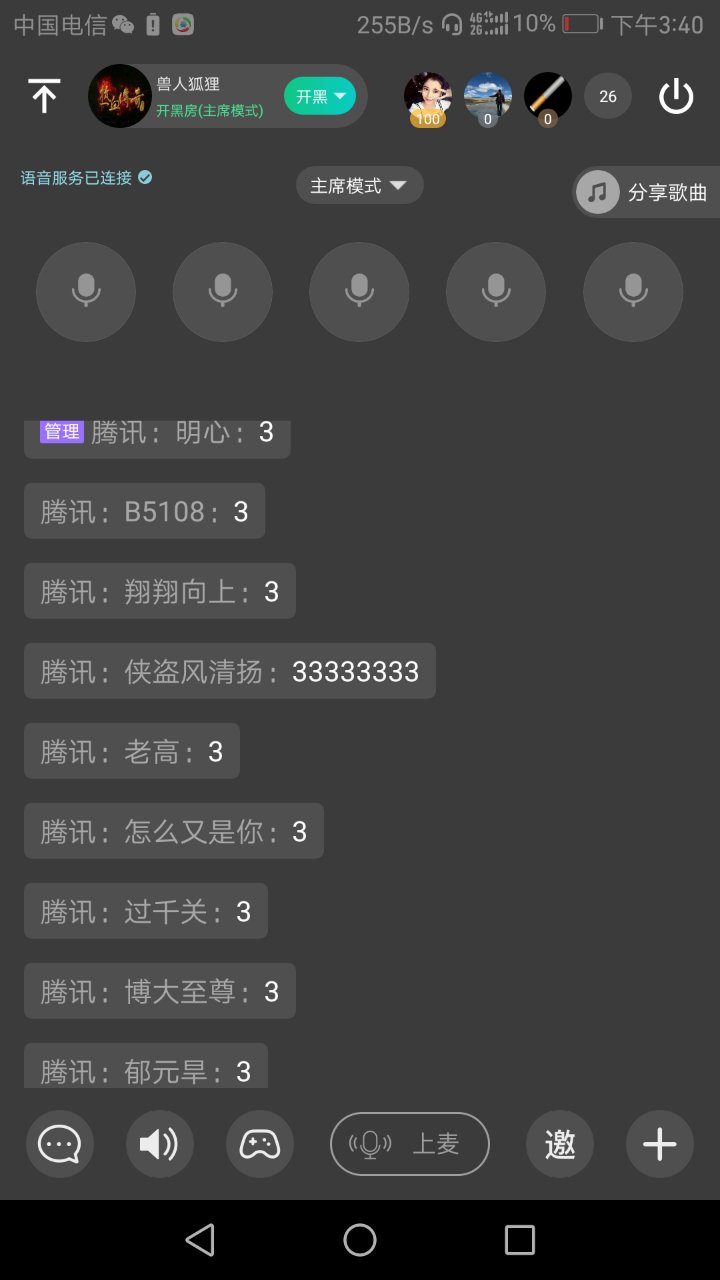 中国电信 255B/s 4G 2G 10% 下午3:40
兽人狐狸
开黑房(主席模式)
开黑
100 0 0 26
语音服务已连接
主席模式
分享歌曲
管理 腾讯：明心：3
腾讯：B5108：3
腾讯：翔翔向上：3
腾讯：侠盗风清扬：33333333
腾讯：老高：3
腾讯：怎么又是你：3
腾讯：过千关：3
腾讯：博大至尊：3
腾讯：郁元旱：3
上麦
邀